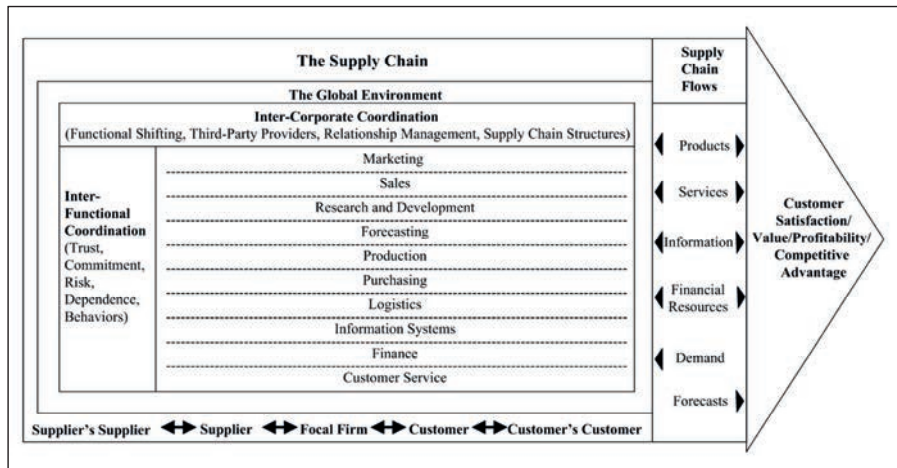 The Supply Chain
Supply
Chain
Flows
The Global Environment
Inter-Corporate Coordination
(Functional Shifting, Third-Party Providers, Relationship Management, Supply Chain Structures)
Inter-
Functional
Coordination
(Trust,
Commitment,
Risk,
Dependence,
Behaviors)
Marketing
Sales
Research and Development
Forecasting
Production
Purchasing
Logistics
Information Systems
Finance
Customer Service
Products
Services
Information
Financial
Resources
Demand
Forecasts
Customer
Satisfaction/
Value/Profitability/
Competitive
Advantage
Supplier's Supplier Supplier Focal Firm Customer Customer's Customer